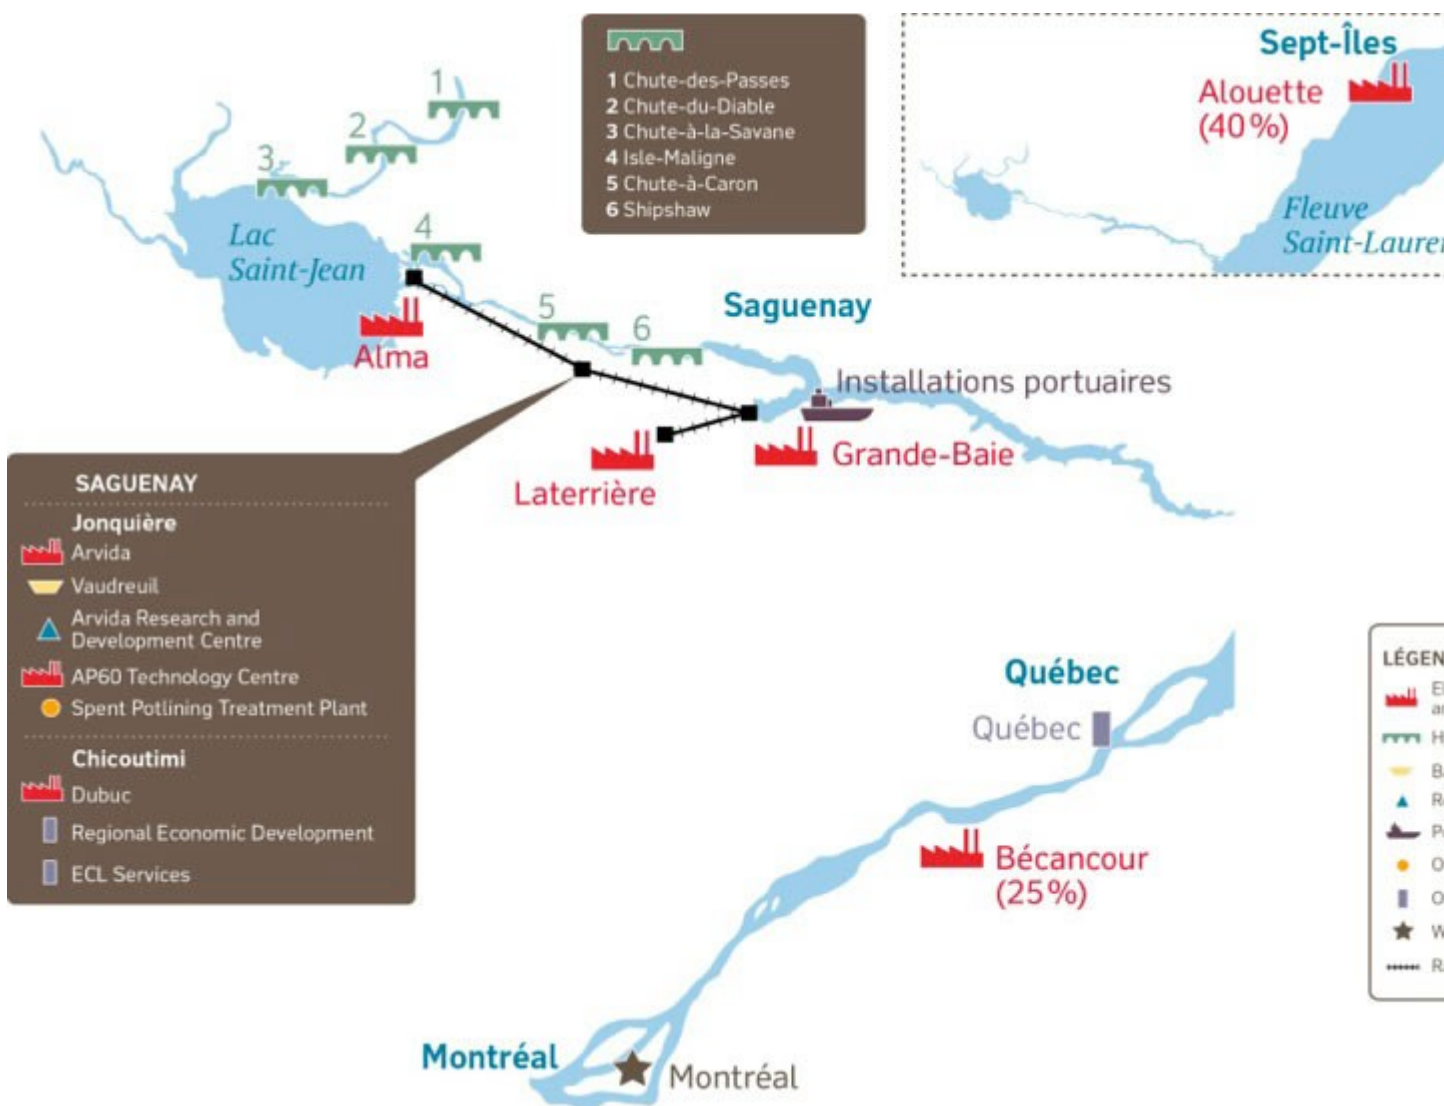 1 Chute-des-Passes
2 Chute-du-Diable
3 Chute-à-la-Savane
4 Isle-Maligne
5 Chute-à-Caron
6 Shipshaw
Sept-Îles
Alouette
(40%)
Fleuve
1
2
3
4
5
6
Lac
Saint-Jean
Alma
Saguenay
Installations portuaires
Grande-Baie
Laterrière
SAGUENAY
Jonquière
Arvida
Vaudreuil
Arvida Research and
Development Centre
AP60 Technology Centre
Spent Potlining Treatment Plant
Chicoutimi
Dubuc
Regional Economic Development
ECL Services
Québec
Québec
Bécancour
(25%)
Montréal
Montréal